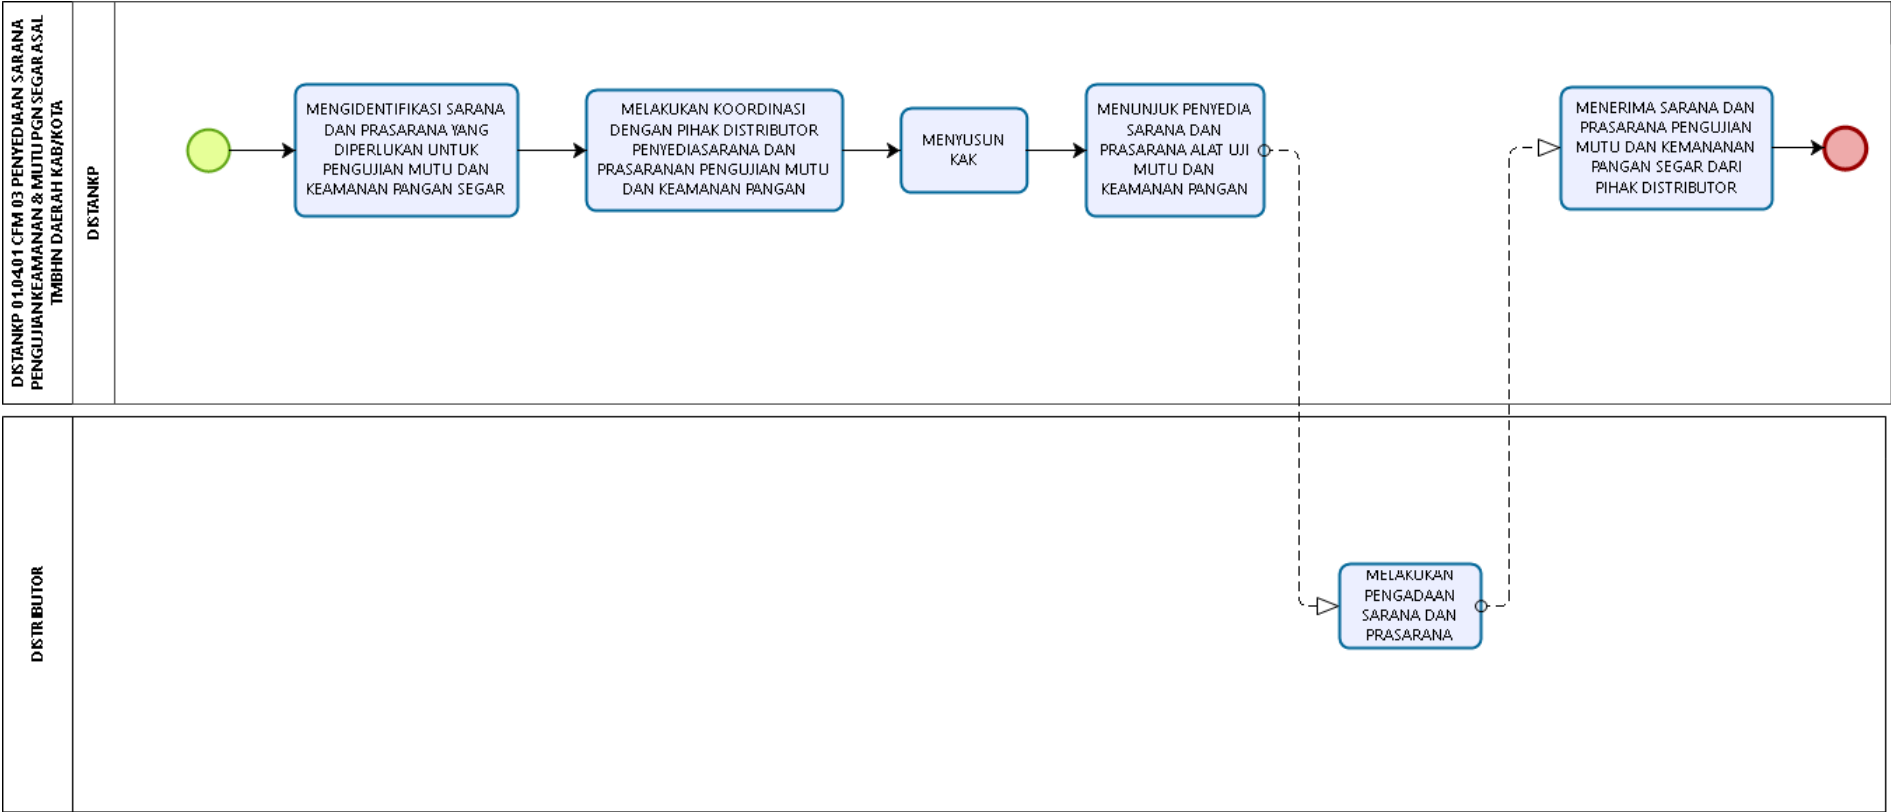 DISTANKP 01.04.01 CFM 03 PENYEDIAAN SARANA
PENGUJIANKEAMANAN & MUTU PGN SEGAR ASAL
TMBHN DAERAH KAB/KOTA
DISTANKP
MENGIDENTIFIKASI SARANA
DAN PRASARANA YANG
DIPERLUKAN UNTUK
PENGUJIAN MUTU DAN
KEAMANAN PANGAN SEGAR
MELAKUKAN KOORDINASI
DENGAN PIHAK DISTRIBUTOR
PENYEDIASARANA DAN
PRASARANAN PENGUJIAN MUTU
DAN KEAMANAN PANGAN
MENYUSUN
KAK
MENUNJUK PENYEDIA
SARANA DAN
PRASARANA ALAT UJI
MUTU DAN
KEAMANAN PANGAN
MENERIMA SARANA DAN
PRASARANA PENGUJIAN
MUTU DAN KEMANANAN
PANGAN SEGAR DARI
PIHAK DISTRIBUTOR
DISTRIBUTOR
MELAKUKAN
PENGADAAN
SARANA DAN
PRASARANA